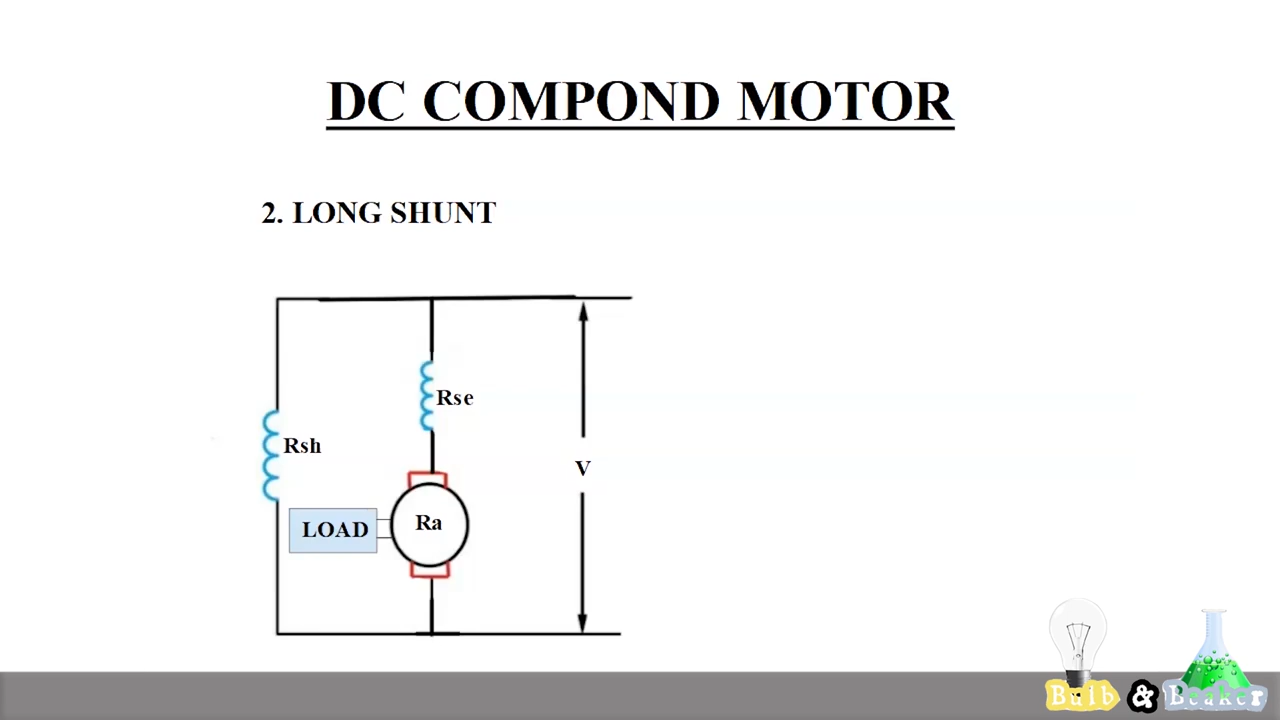 DC COMPOND MOTOR
2. LONG SHUNT
Rse
Rsh
V
LOAD
Ra
Bulb & Beaker